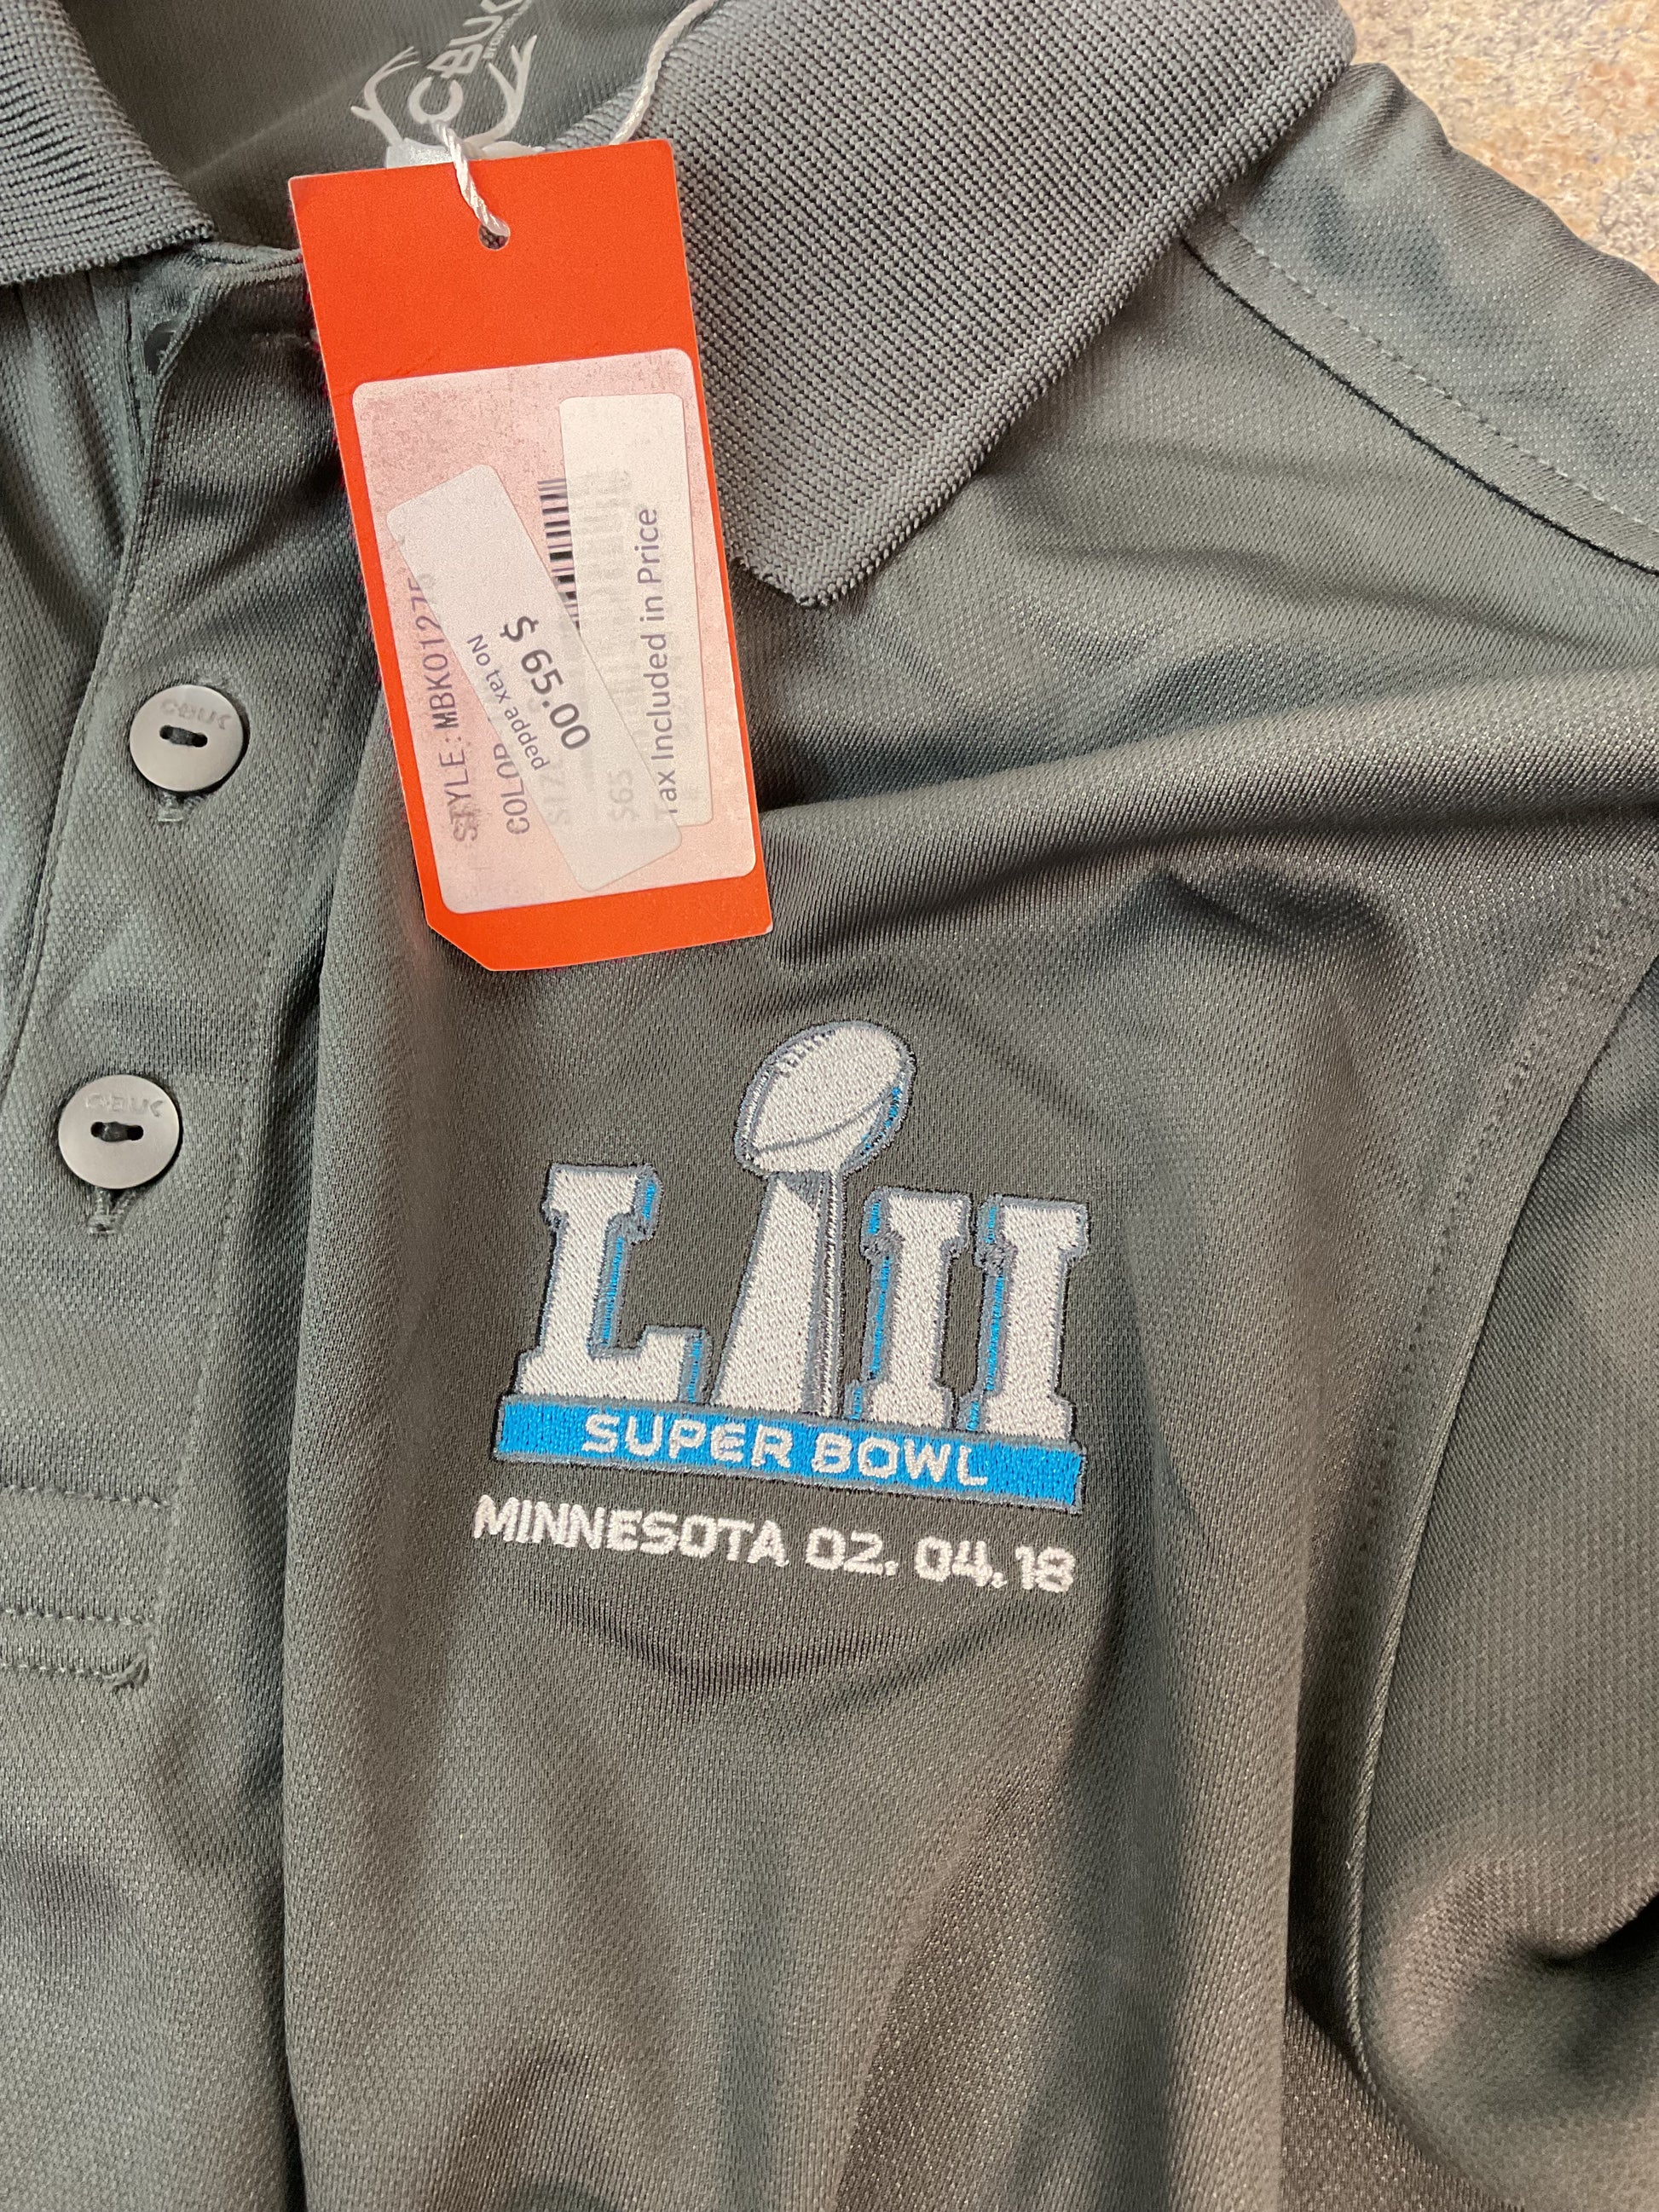 CBUK
STYLE:MBK01275
COLOR
$65
$ 65.00
No tax added
Tax Included in Price
CBUK
CBUK
LII
SUPER BOWL
MINNESOTA 02.04.18